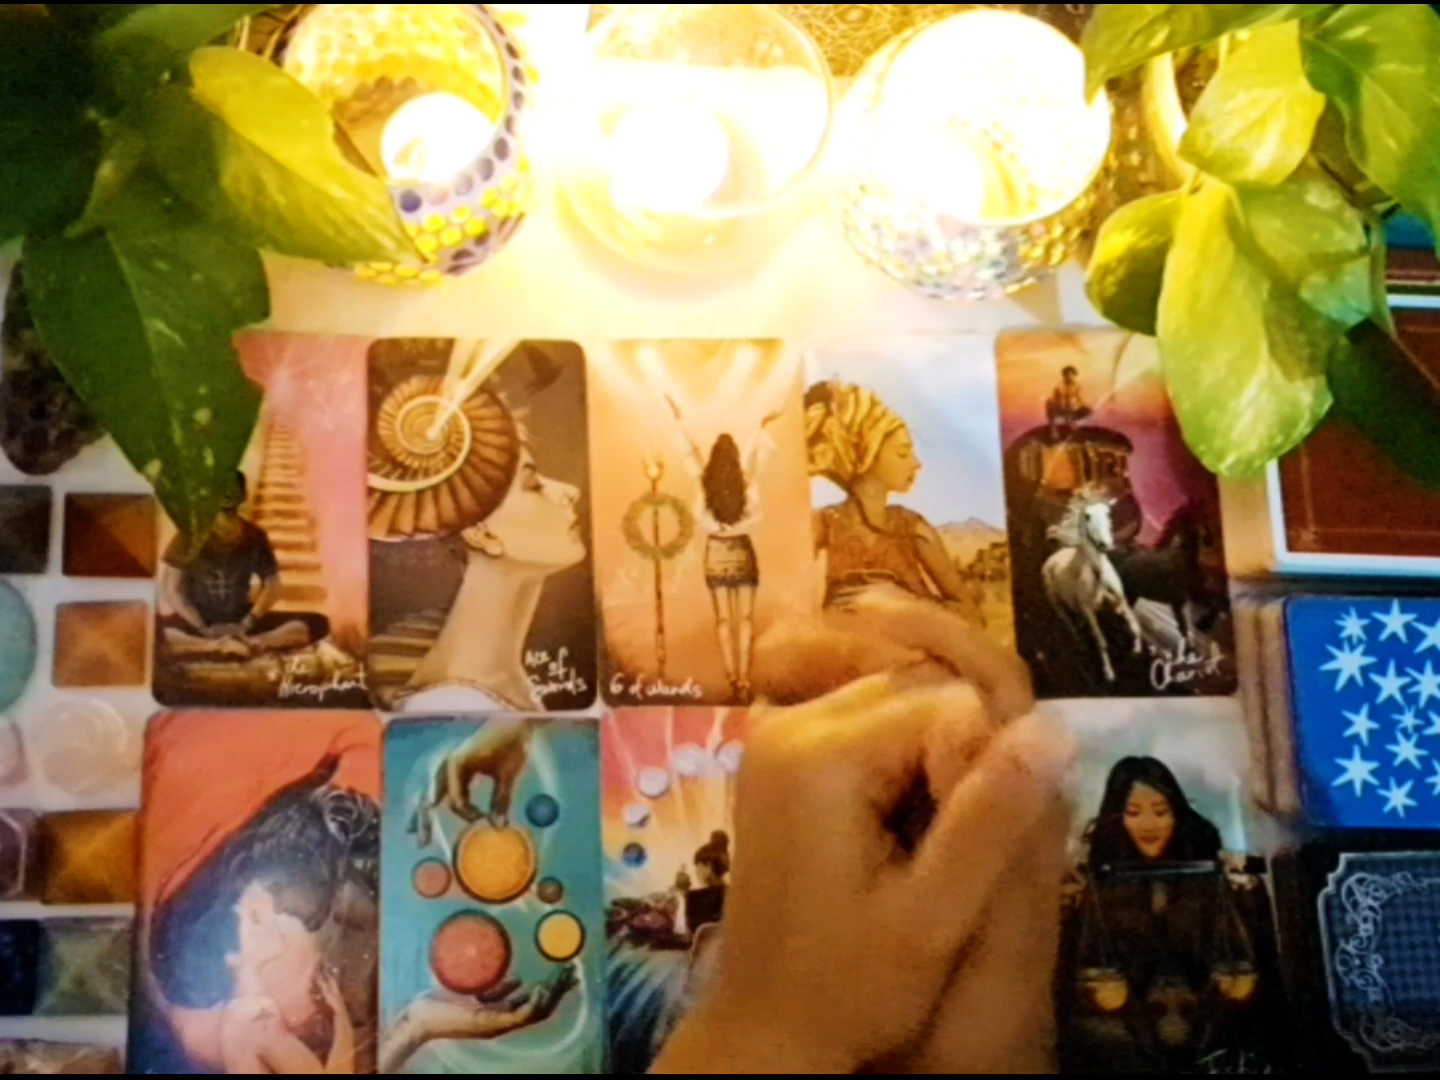 the
Hierophant
Ace
of
Swords
6 of wands
the
Chariot